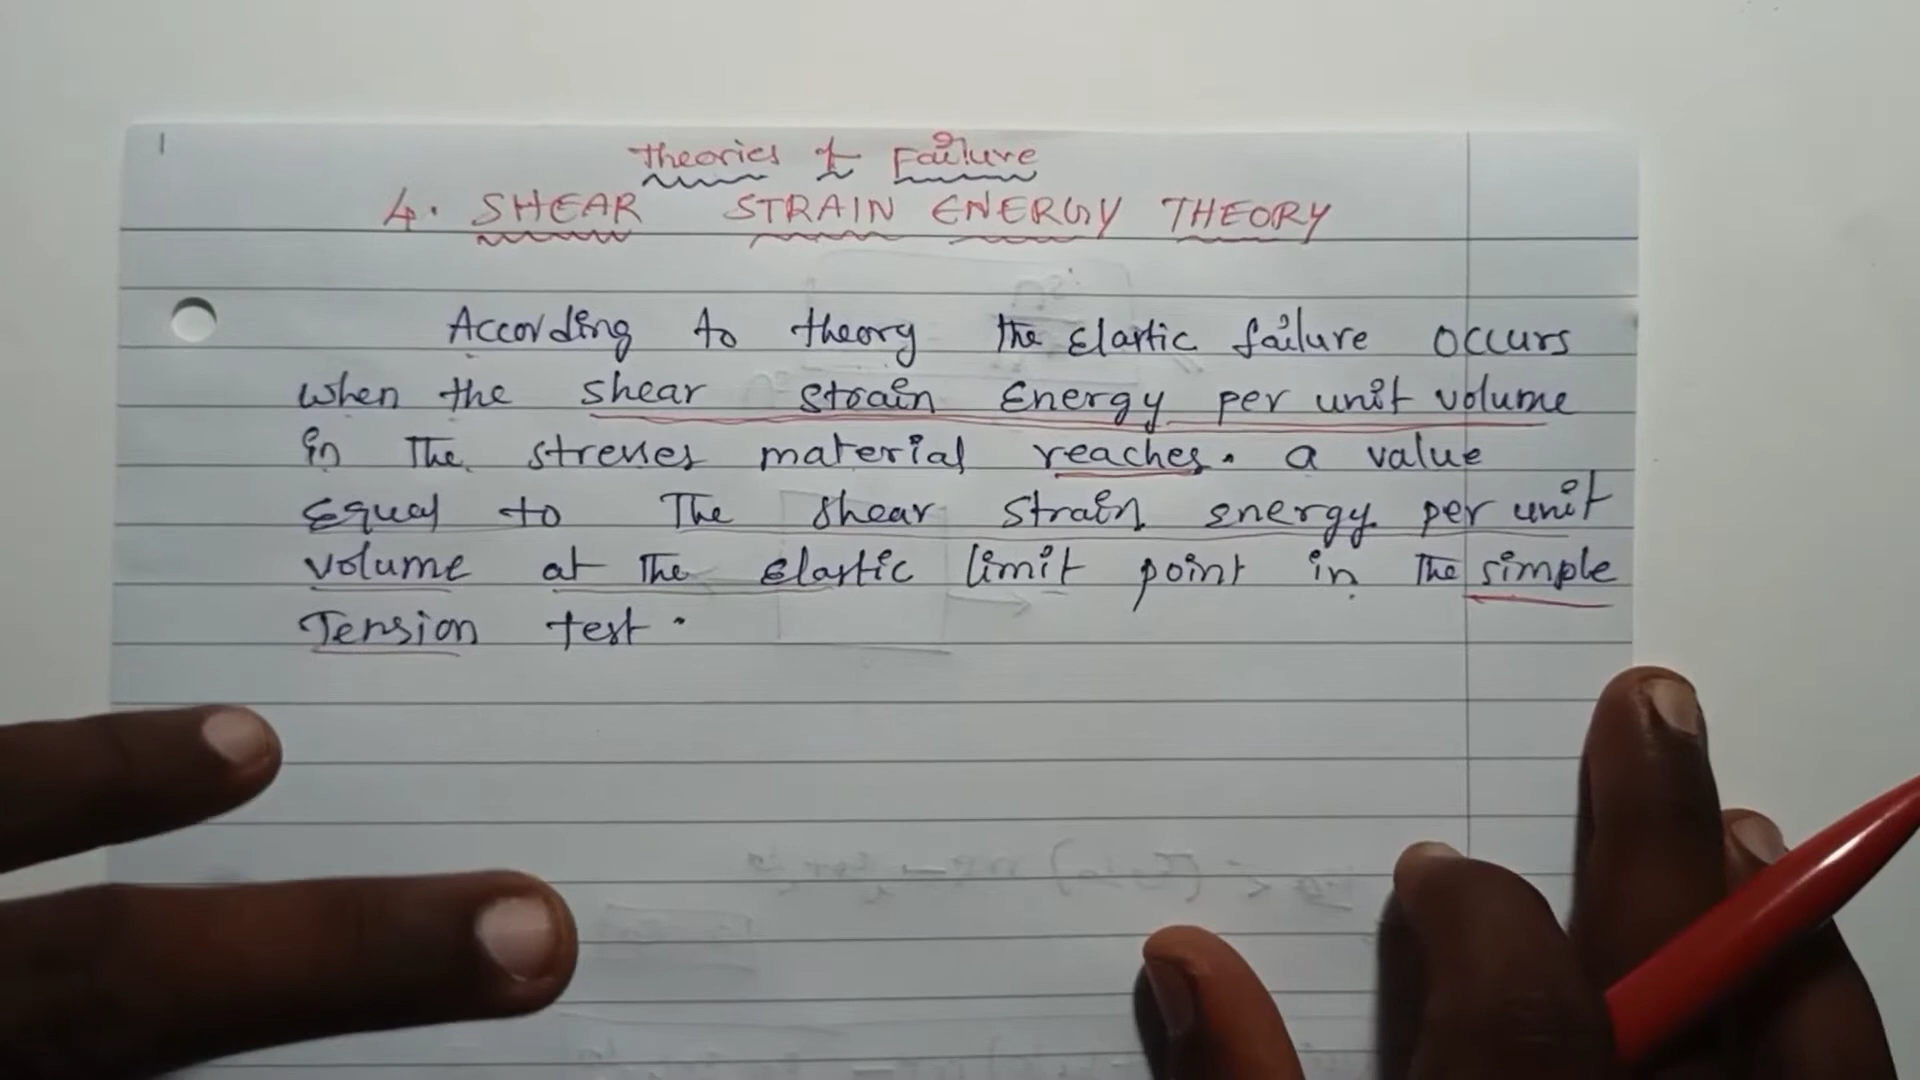 Theories of Failure
4. SHEAR STRAIN ENERGY THEORY
According to theory the Elastic failure occurs
when the shear strain Energy per unit volume
in The stresses material reaches. a value
Equal to The shear strain energy per unit
volume at The elastic limit point in The simple
Tension test.